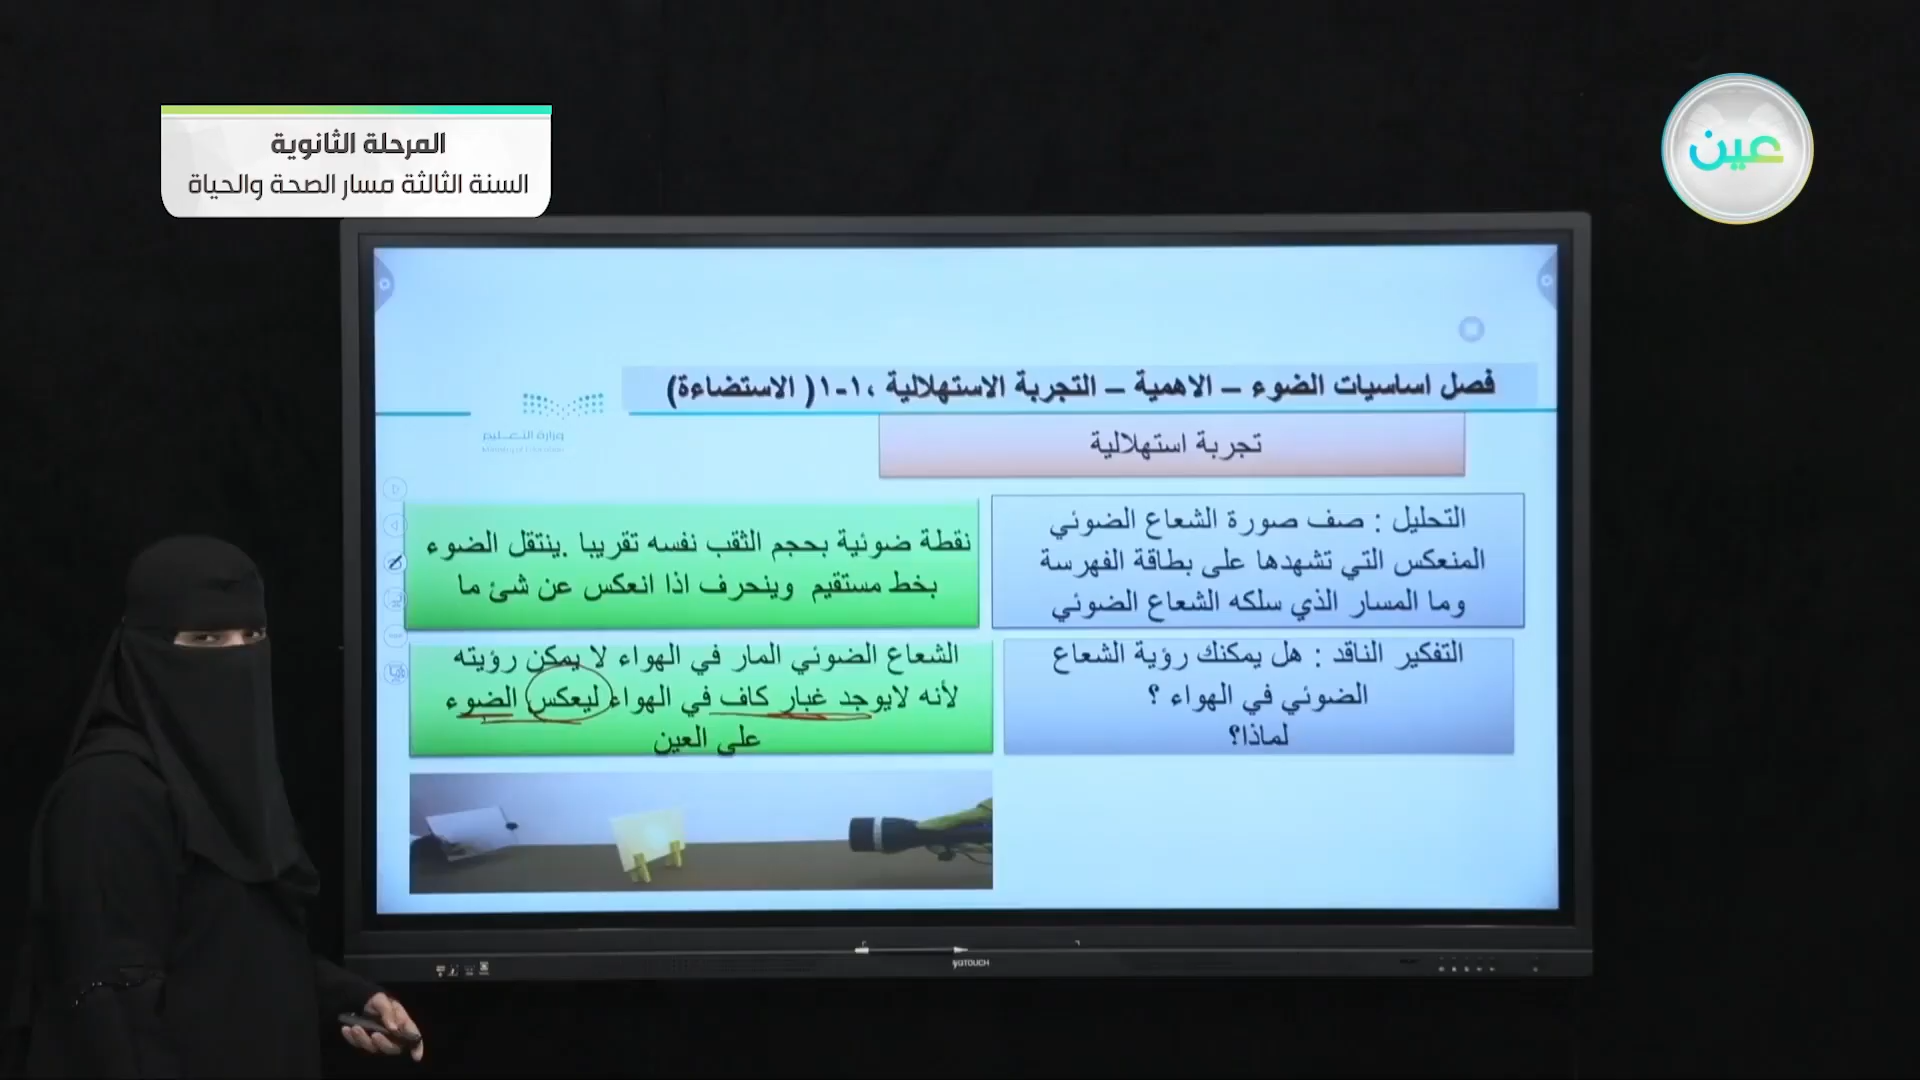 المرحلة الثانوية
السنة الثالثة مسار الصحة والحياة
عين
فصل اساسيات الضوء – الاهمية – التجربة الاستهلالية ،١-١( الاستضاءة)
وزارة التعليم
Ministry of Education
تجربة استهلالية
التحليل : صف صورة الشعاع الضوئي
المنعكس التي تشهدها على بطاقة الفهرسة
وما المسار الذي سلكه الشعاع الضوئي
نقطة ضوئية بحجم الثقب نفسه تقريبا .ينتقل الضوء
بخط مستقيم وينحرف اذا انعكس عن شئ ما
التفكير الناقد : هل يمكنك رؤية الشعاع
الضوئي في الهواء ؟
لماذا؟
الشعاع الضوئي المار في الهواء لا يمكن رؤيته
لأنه لايوجد غبار كاف في الهواء ليعكس الضوء
على العين